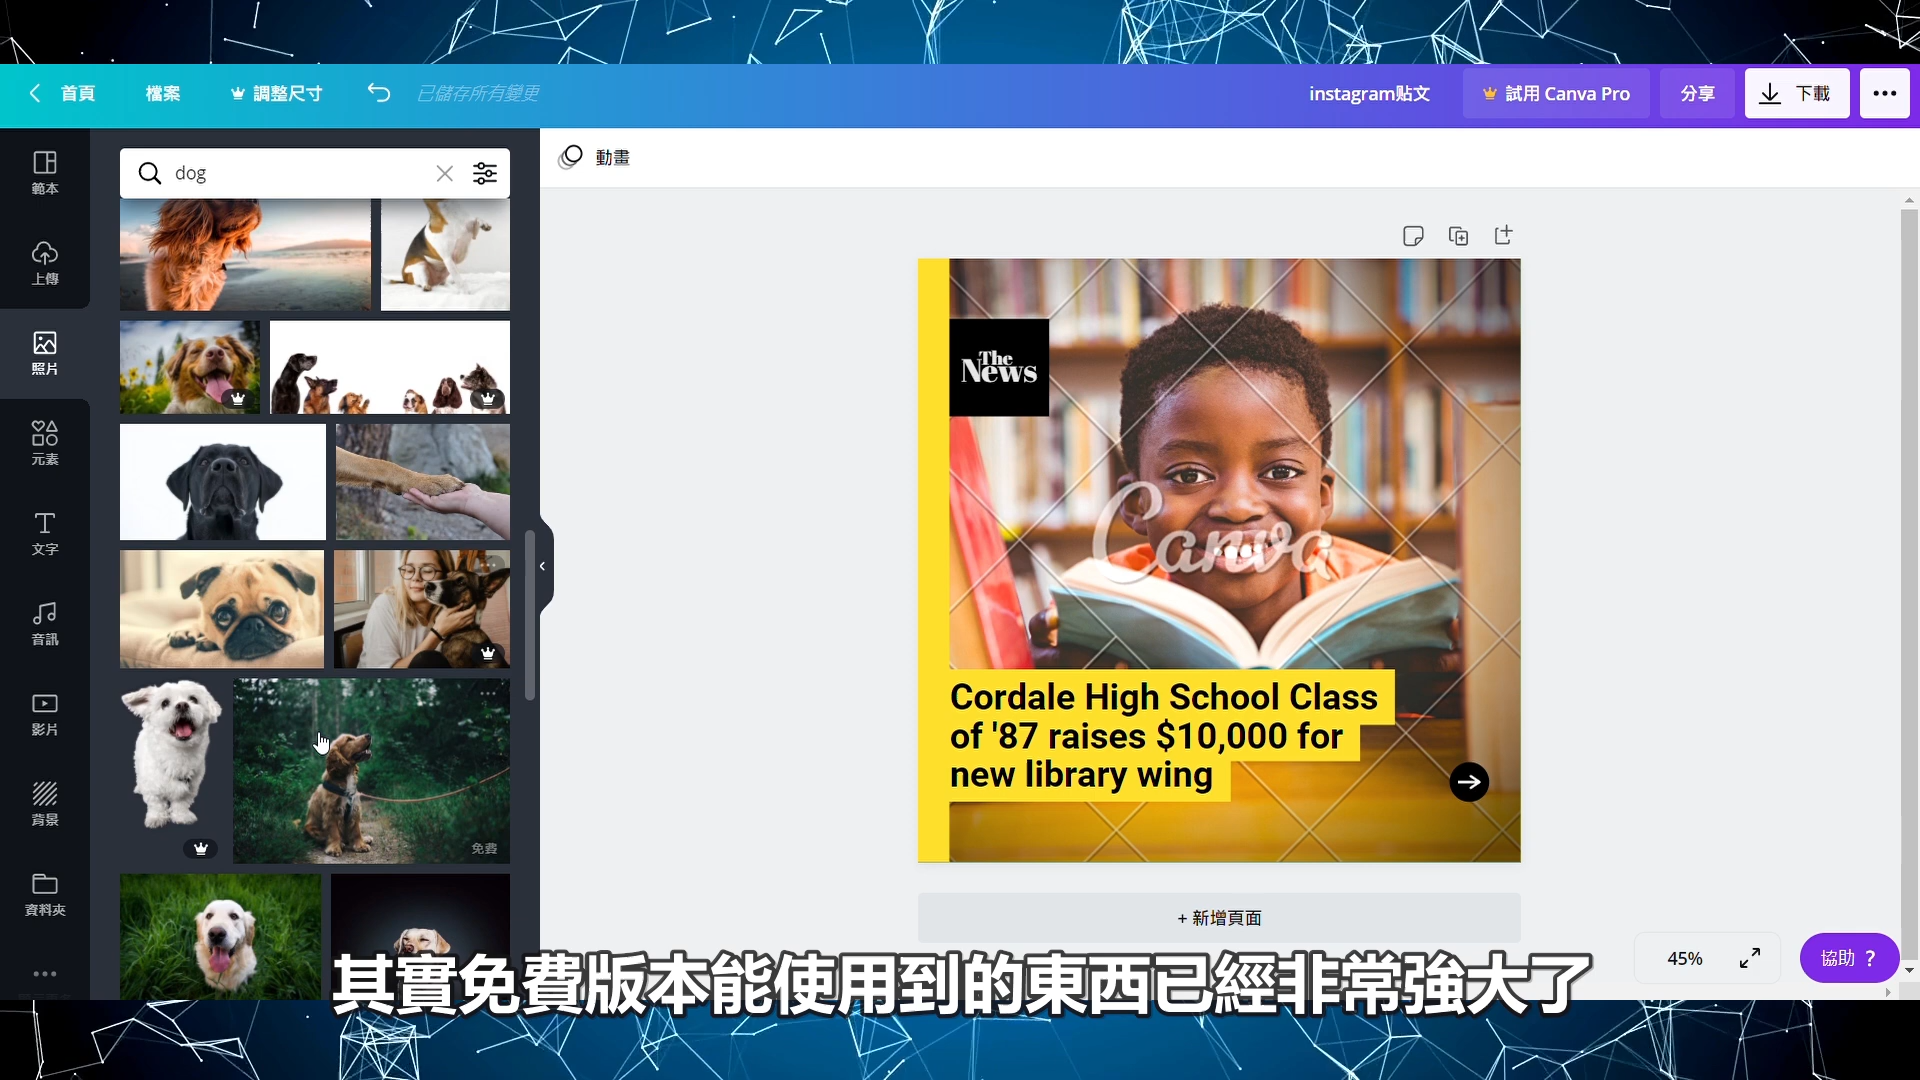 首頁
檔案
調整尺寸
已儲存所有變更
instagram貼文
試用 Canva Pro
分享
下載
範本
上傳
照片
元素
文字
音訊
影片
背景
資料夾
dog
免費
動畫
The
News
Canva
Cordale High School Class
of '87 raises $10,000 for
new library wing
+ 新增頁面
45%
協助 ?
其實免費版本能使用到的東西已經非常強大了